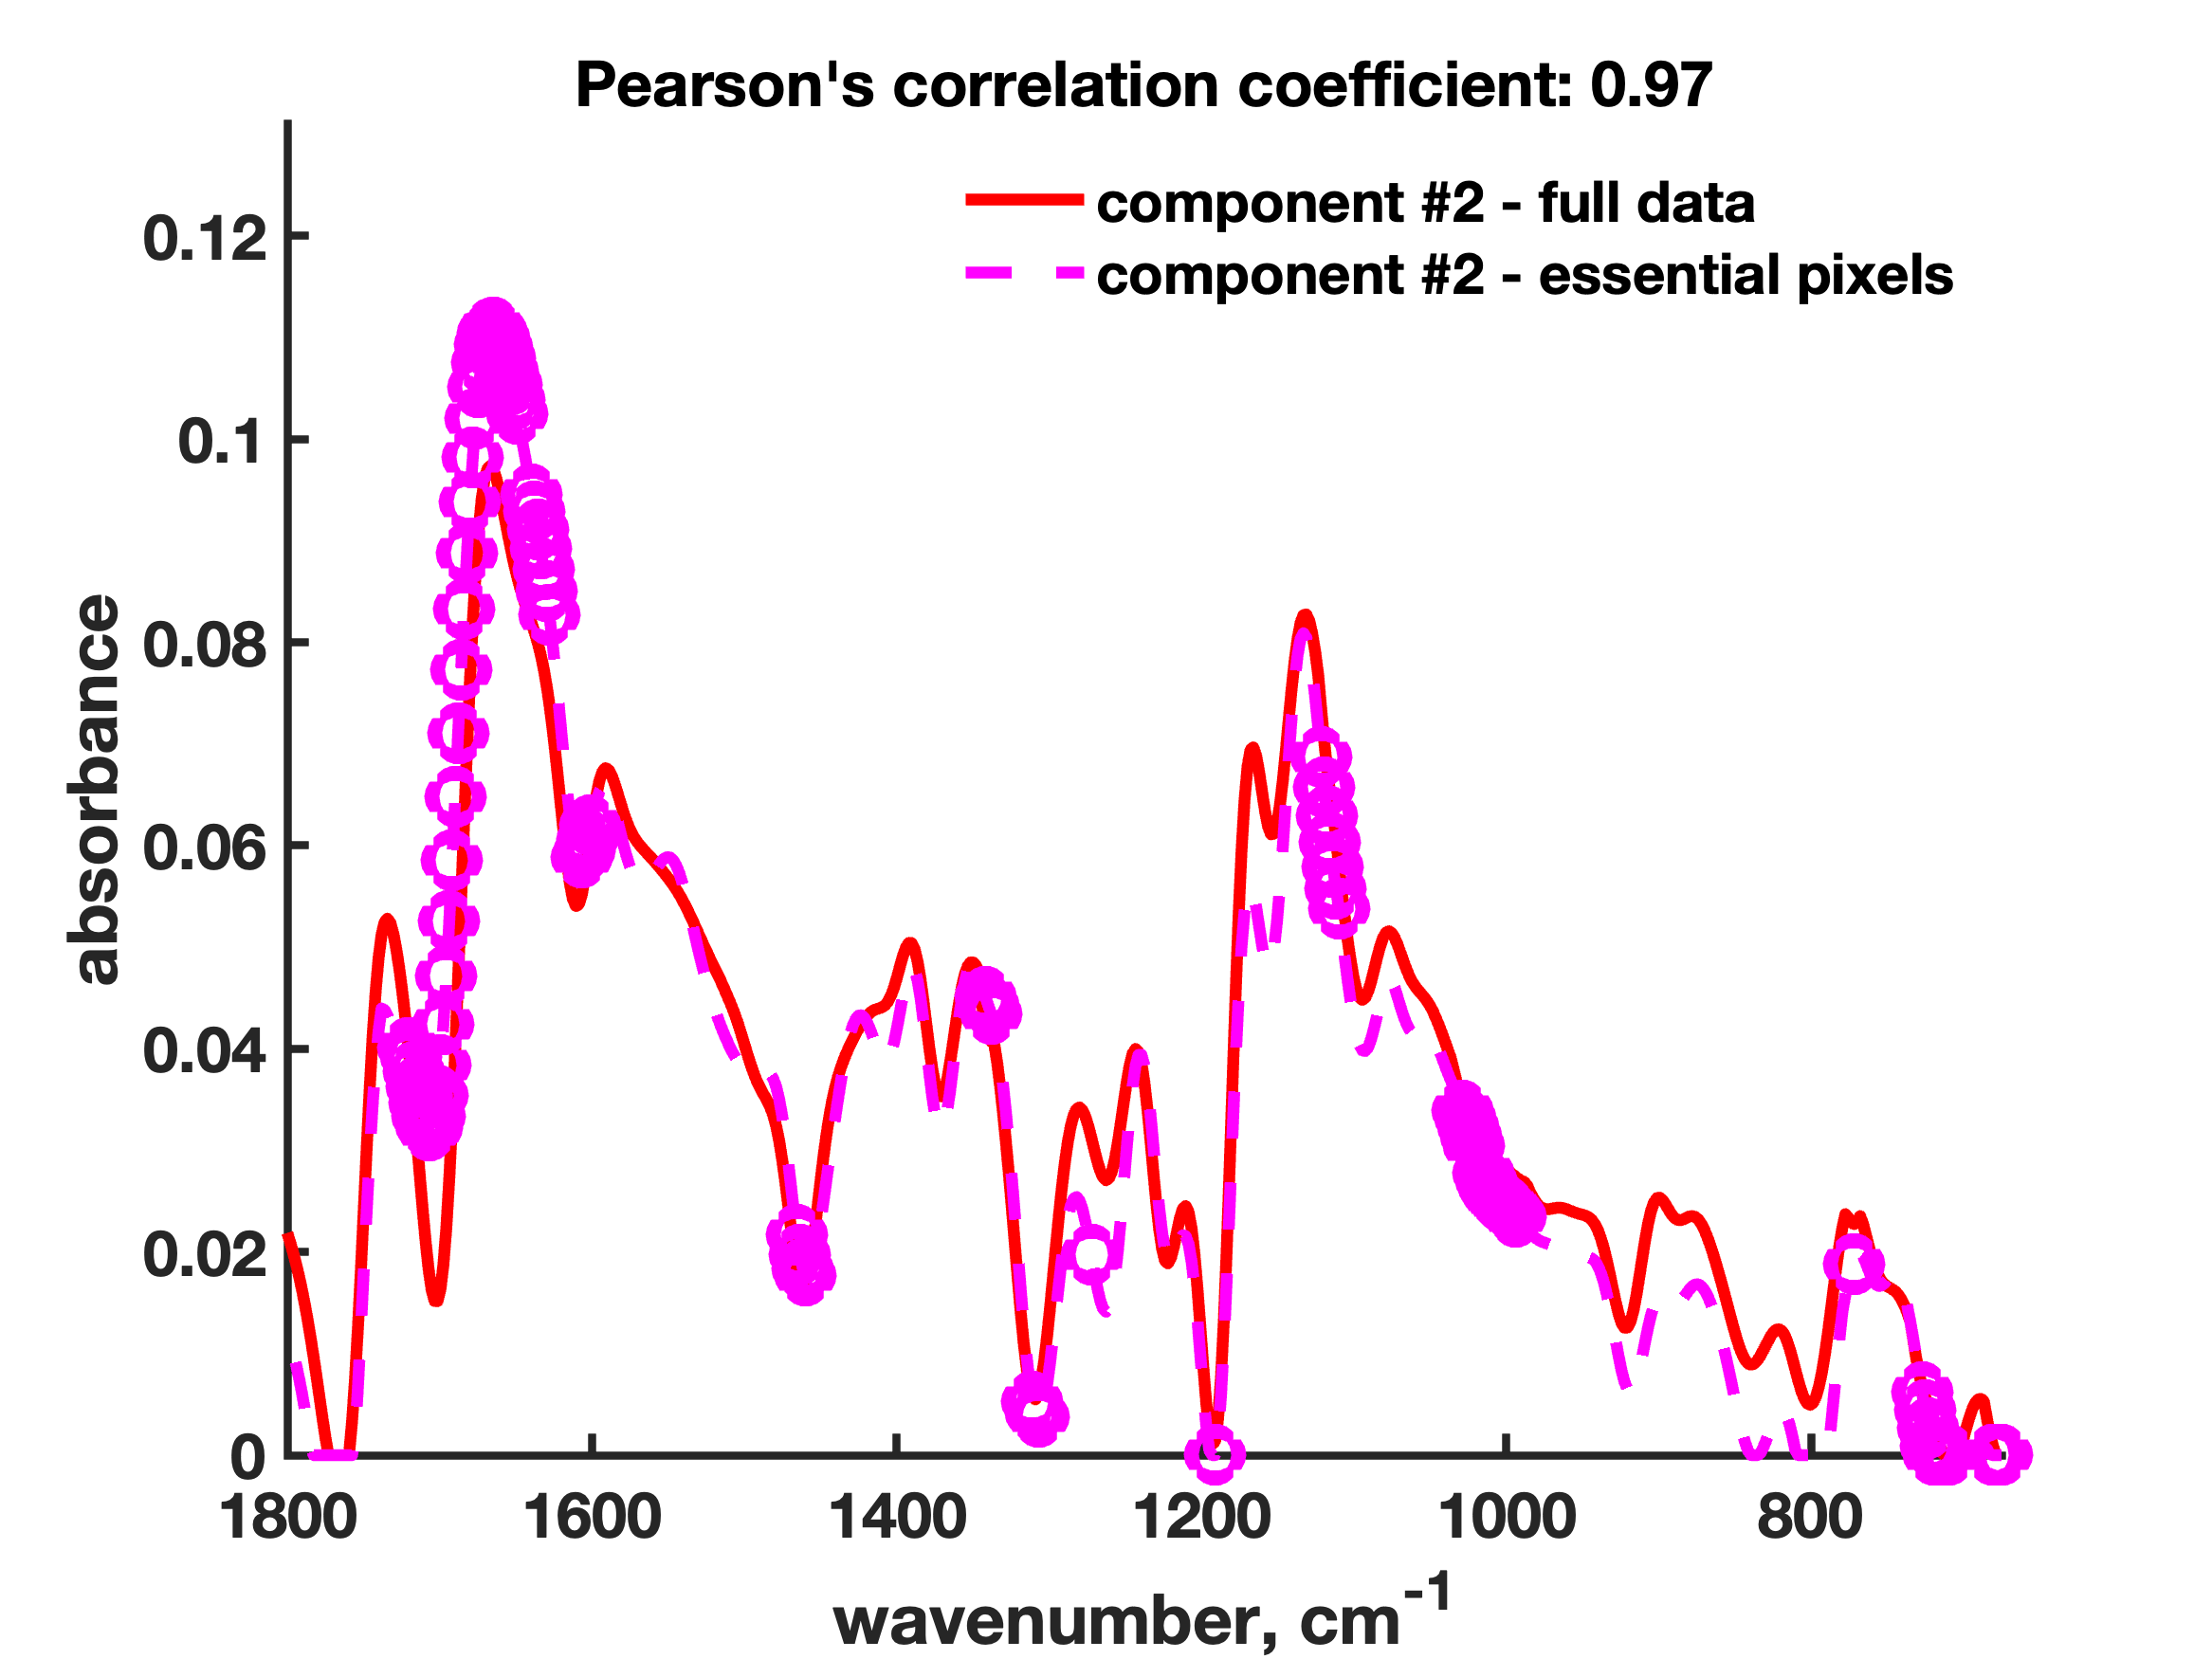 Pearson's correlation coefficient: 0.97
component #2 - full data
component #2 - essential pixels
0.12
0.1
0.08
0.06
0.04
0.02
0
absorbance
1800 1600 1400 1200 1000 800
wavenumber, cm-1